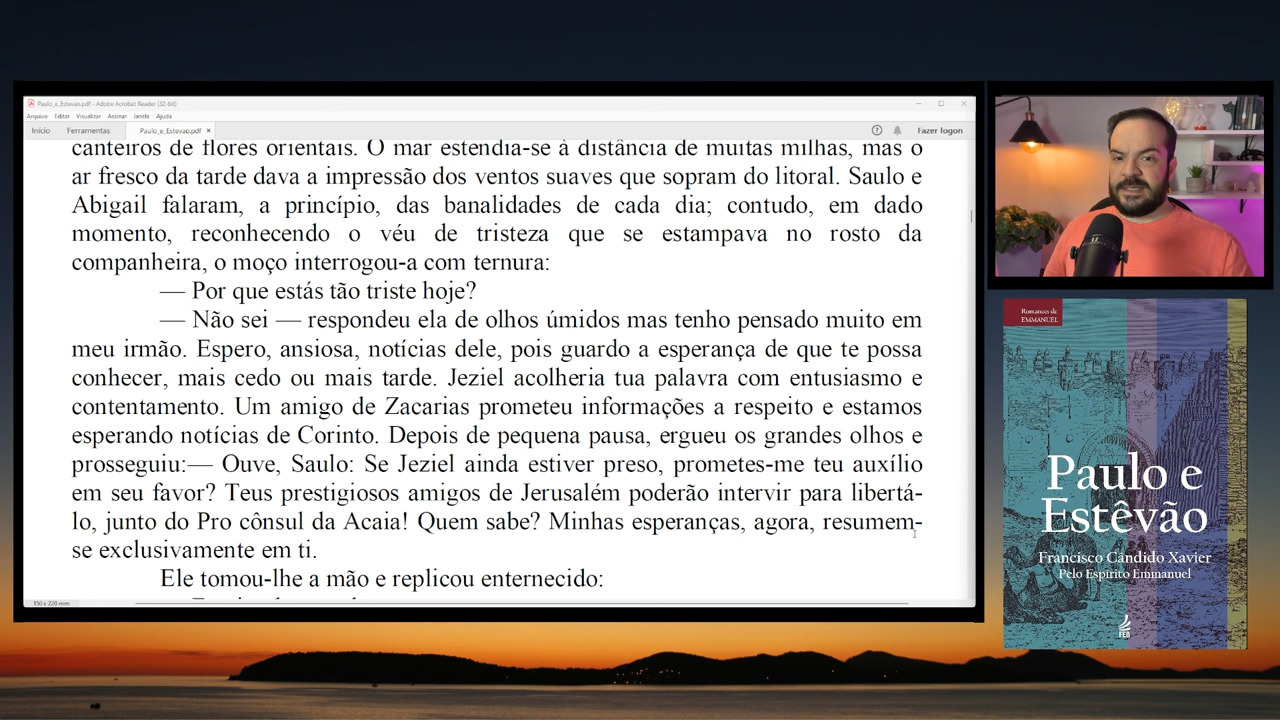 Paulo_e_Estevao.pdf - Adobe Acrobat Reader (32-bit)
Arquivo Editar Visualizar Assinar Janela Ajuda
Início Ferramentas Paulo_e_Estevao.pdf × Fazer logon
canteiros de flores orientais. O mar estendia-se à distância de muitas milhas, mas o
ar fresco da tarde dava a impressão dos ventos suaves que sopram do litoral. Saulo e
Abigail falaram, a princípio, das banalidades de cada dia; contudo, em dado
momento, reconhecendo o véu de tristeza que se estampava no rosto da
companheira, o moço interrogou-a com ternura:
— Por que estás tão triste hoje?
— Não sei — respondeu ela de olhos úmidos mas tenho pensado muito em
meu irmão. Espero, ansiosa, notícias dele, pois guardo a esperança de que te possa
conhecer, mais cedo ou mais tarde. Jeziel acolheria tua palavra com entusiasmo e
contentamento. Um amigo de Zacarias prometeu informações a respeito e estamos
esperando notícias de Corinto. Depois de pequena pausa, ergueu os grandes olhos e
prosseguiu:— Ouve, Saulo: Se Jeziel ainda estiver preso, prometes-me teu auxílio
em seu favor? Teus prestigiosos amigos de Jerusalém poderão intervir para libertá-
lo, junto do Pro cônsul da Acaia! Quem sabe? Minhas esperanças, agora, resumem-
se exclusivamente em ti.
Ele tomou-lhe a mão e replicou enternecido:
150 x 220 mm
Romances de
EMMANUEL
Paulo e
Estêvão
Francisco Cândido Xavier
Pelo Espírito Emmanuel
FEB